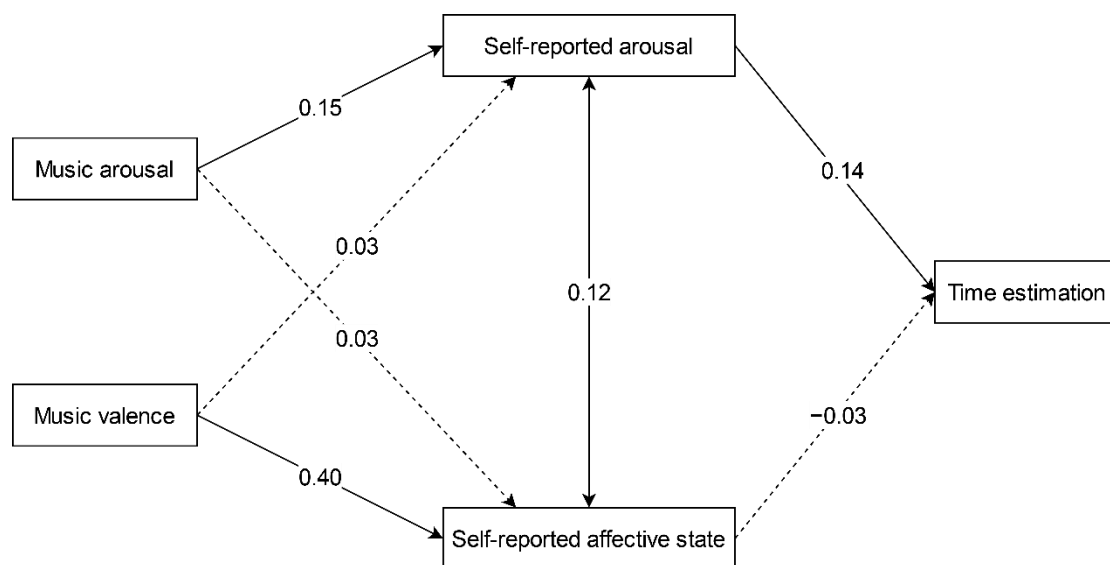 Self-reported arousal
0.15
Music arousal
0.14
0.03
Time estimation
0.12
0.03
Music valence
−0.03
0.40
Self-reported affective state